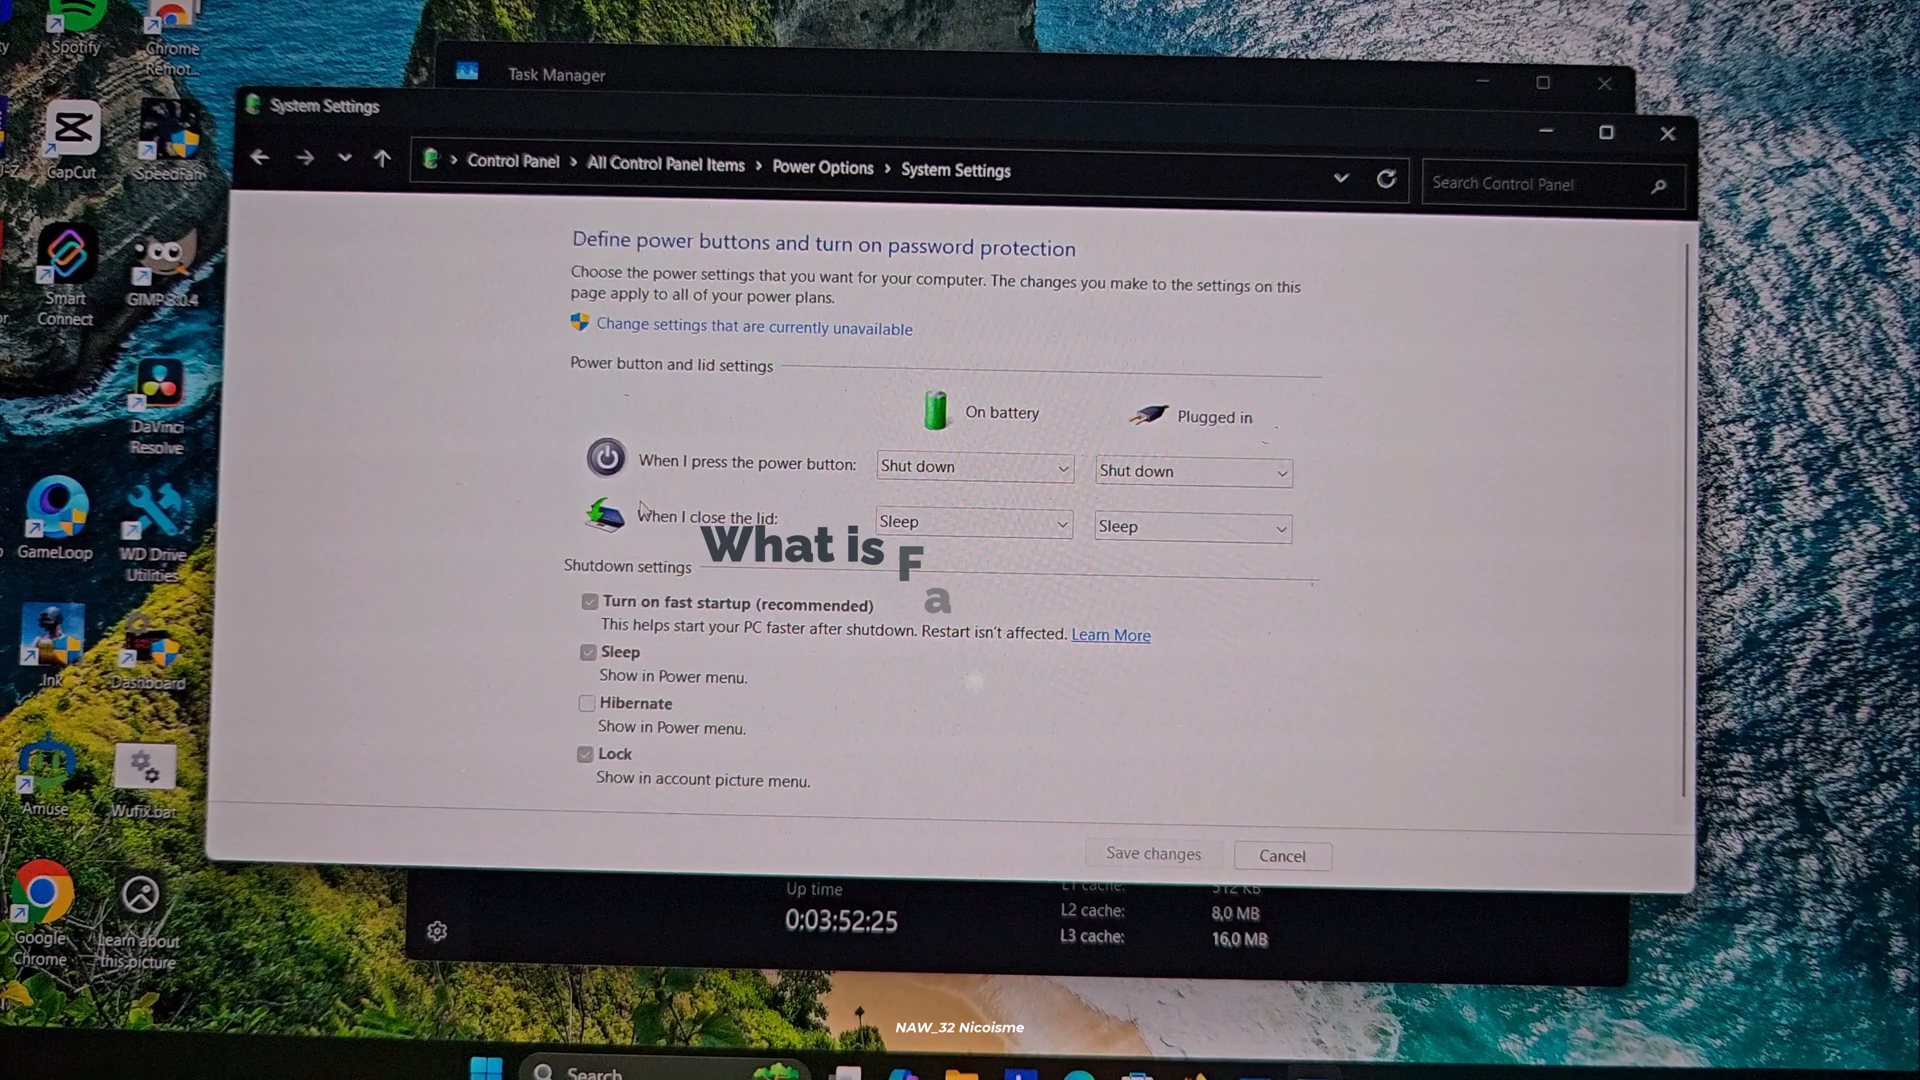 Spotify
Chrome
Remot...
Task Manager
System Settings
CapCut
SpeedFan
Control Panel > All Control Panel Items > Power Options > System Settings
Search Control Panel
Define power buttons and turn on password protection
Choose the power settings that you want for your computer. The changes you make to the settings on this
page apply to all of your power plans.
Change settings that are currently unavailable
Smart
Connect
GIMP 3.0.4
Power button and lid settings
On battery
Plugged in
DaVinci
Resolve
When I press the power button:
Shut down
Shut down
When I close the lid:
Sleep
Sleep
What is F
a
GameLoop
WD Drive
Utilities
Shutdown settings
Turn on fast startup (recommended)
This helps start your PC faster after shutdown. Restart isn't affected. Learn More
Sleep
Show in Power menu.
Hibernate
Show in Power menu.
Lock
Show in account picture menu.
.lnk
Dashboard
Amuse
Wufix.bat
Save changes
Cancel
Up time
0:03:52:25
L1 cache:
512 KB
L2 cache:
8,0 MB
L3 cache:
16,0 MB
Google
Chrome
Learn about
this picture
NAW_32 Nicoisme
Search